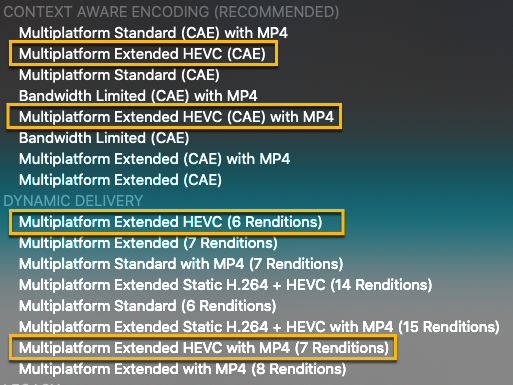 CONTEXT AWARE ENCODING (RECOMMENDED)
Multiplatform Standard (CAE) with MP4
Multiplatform Extended HEVC (CAE)
Multiplatform Standard (CAE)
Bandwidth Limited (CAE) with MP4
Multiplatform Extended HEVC (CAE) with MP4
Bandwidth Limited (CAE)
Multiplatform Extended (CAE) with MP4
Multiplatform Extended (CAE)
DYNAMIC DELIVERY
Multiplatform Extended HEVC (6 Renditions)
Multiplatform Extended (7 Renditions)
Multiplatform Standard with MP4 (7 Renditions)
Multiplatform Extended Static H.264 + HEVC (14 Renditions)
Multiplatform Standard (6 Renditions)
Multiplatform Extended Static H.264 + HEVC with MP4 (15 Renditions)
Multiplatform Extended HEVC with MP4 (7 Renditions)
Multiplatform Extended with MP4 (8 Renditions)